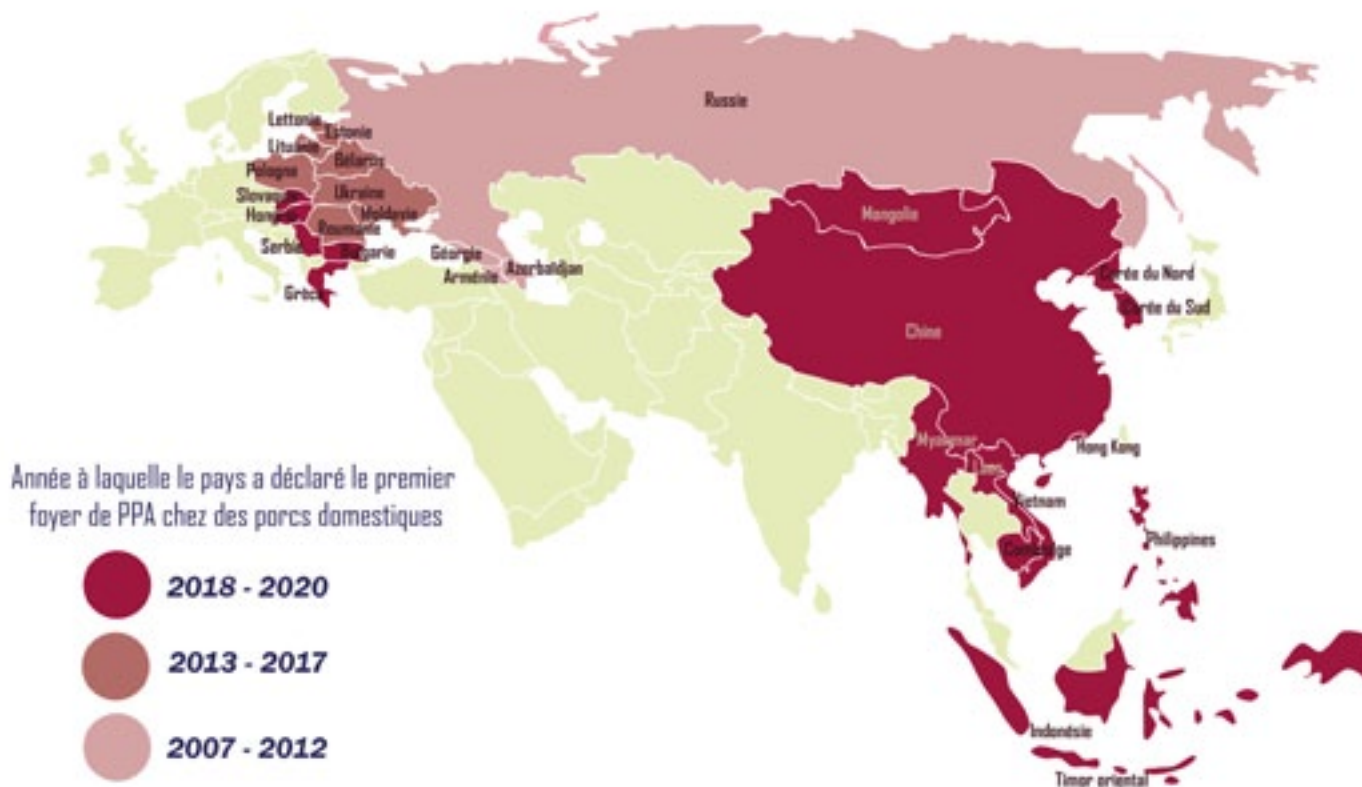 Russie
Lettonie
Estonie
Lituanie
Bélarus
Pologne
Ukraine
Slovaquie
Moldavie
Hongrie
Roumanie
Serbie
Bulgarie
Grèce
Géorgie
Arménie
Azerbaïdjan
Mongolie
Corée du Nord
Corée du Sud
Chine
Myanmar
Hong Kong
Laos
Vietnam
Cambodge
Philippines
Indonésie
Timor oriental
Année à laquelle le pays a déclaré le premier
foyer de PPA chez des porcs domestiques
2018 - 2020
2013 - 2017
2007 - 2012